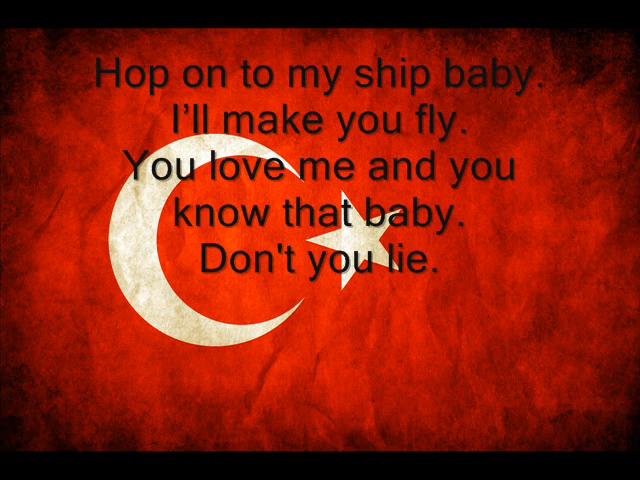 Hop on to my ship baby.
I’ll make you fly.
You love me and you
know that baby.
Don't you lie.